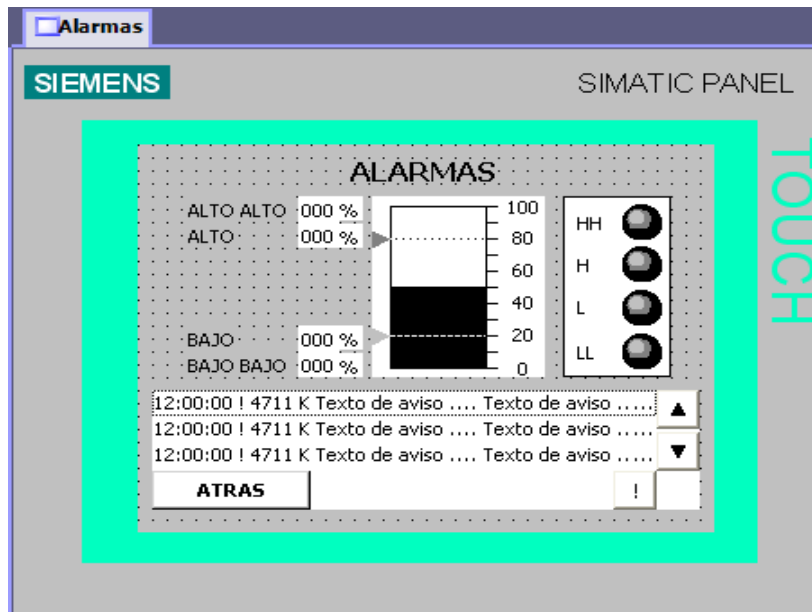 Alarmas
SIEMENS
SIMATIC PANEL
TOUCH
ALARMAS
ALTO ALTO 000 %
ALTO 000 %
BAJO 000 %
BAJO BAJO 000 %
100
80
60
40
20
0
HH
H
L
LL
12:00:00 ! 4711 K Texto de aviso .... Texto de aviso .....
12:00:00 ! 4711 K Texto de aviso .... Texto de aviso .....
12:00:00 ! 4711 K Texto de aviso .... Texto de aviso .....
ATRAS
!